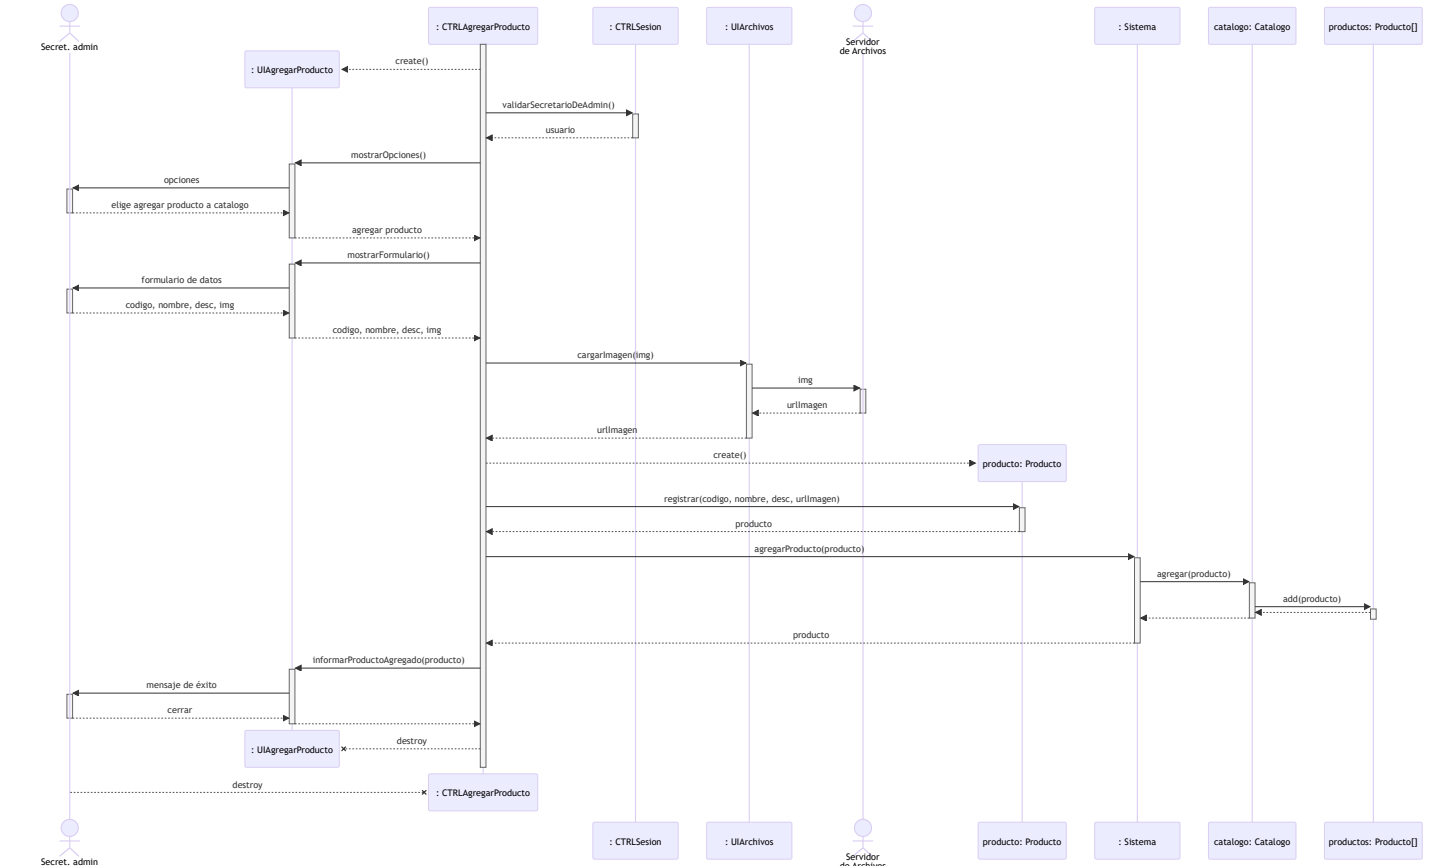 Secret. admin
: CTRLAgregarProducto
: CTRLSesion
: UIArchivos
Servidor
de Archivos
: Sistema
catalogo: Catalogo
productos: Producto[]
create()
: UIAgregarProducto
validarSecretarioDeAdmin()
usuario
mostrarOpciones()
opciones
elige agregar producto a catalogo
agregar producto
mostrarFormulario()
formulario de datos
codigo, nombre, desc, img
codigo, nombre, desc, img
cargarImagen(img)
img
urlImagen
urlImagen
create()
producto: Producto
registrar(codigo, nombre, desc, urlImagen)
producto
agregarProducto(producto)
agregar(producto)
add(producto)
producto
informarProductoAgregado(producto)
mensaje de éxito
cerrar
destroy
: UIAgregarProducto
destroy
: CTRLAgregarProducto
Secret. admin
: CTRLSesion
: UIArchivos
Servidor
de Archivos
producto: Producto
: Sistema
catalogo: Catalogo
productos: Producto[]